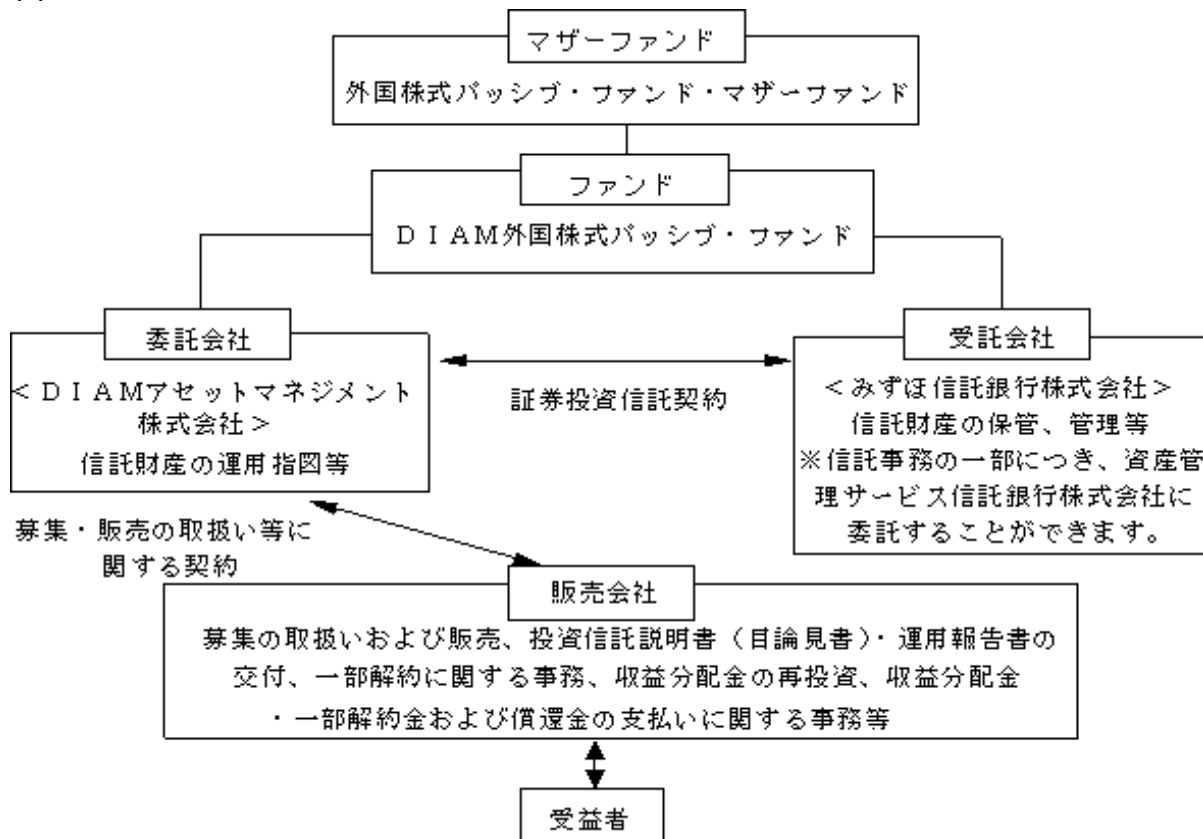 マザーファンド
外国株式パッシブ・ファンド・マザーファンド
ファンド
ＤＩＡＭ外国株式パッシブ・ファンド
委託会社
＜ＤＩＡＭアセットマネジメント
株式会社＞
信託財産の運用指図等
証券投資信託契約
受託会社
＜みずほ信託銀行株式会社＞
信託財産の保管、管理等
※信託事務の一部につき、資産管
理サービス信託銀行株式会社に
委託することができます。
募集・販売の取扱い等に
関する契約
販売会社
募集の取扱いおよび販売、投資信託説明書（目論見書）・運用報告書の
交付、一部解約に関する事務、収益分配金の再投資、収益分配金
・一部解約金および償還金の支払いに関する事務等
受益者